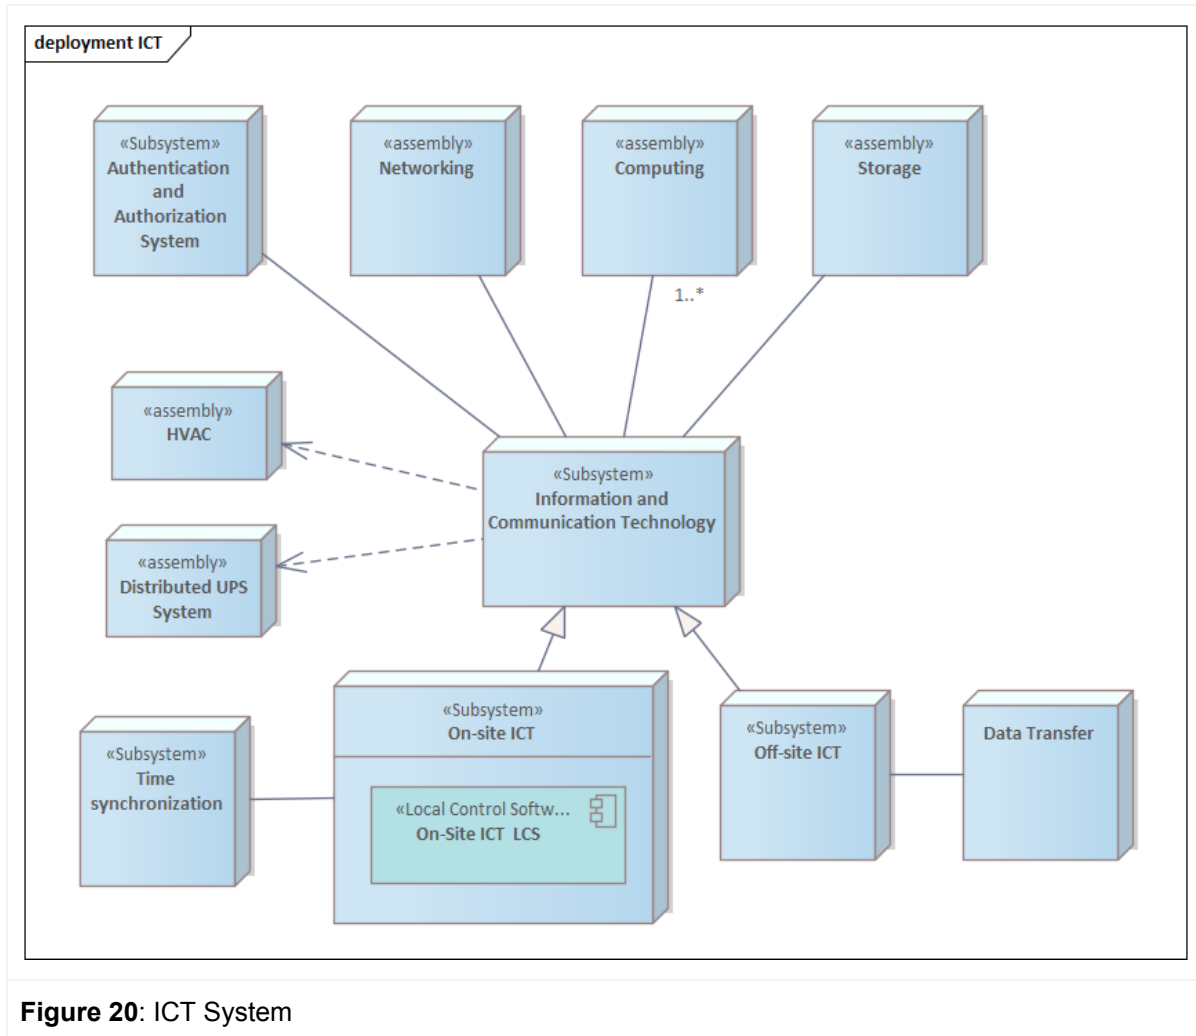 deployment ICT
«Subsystem»
Authentication
and
Authorization
System
«assembly»
Networking
«assembly»
Computing
«assembly»
Storage
1..*
«assembly»
HVAC
«Subsystem»
Information and
Communication Technology
«assembly»
Distributed UPS
System
«Subsystem»
Time
synchronization
«Subsystem»
On-site ICT
«Local Control Softw...
On-Site ICT LCS
«Subsystem»
Off-site ICT
Data Transfer
Figure 20: ICT System